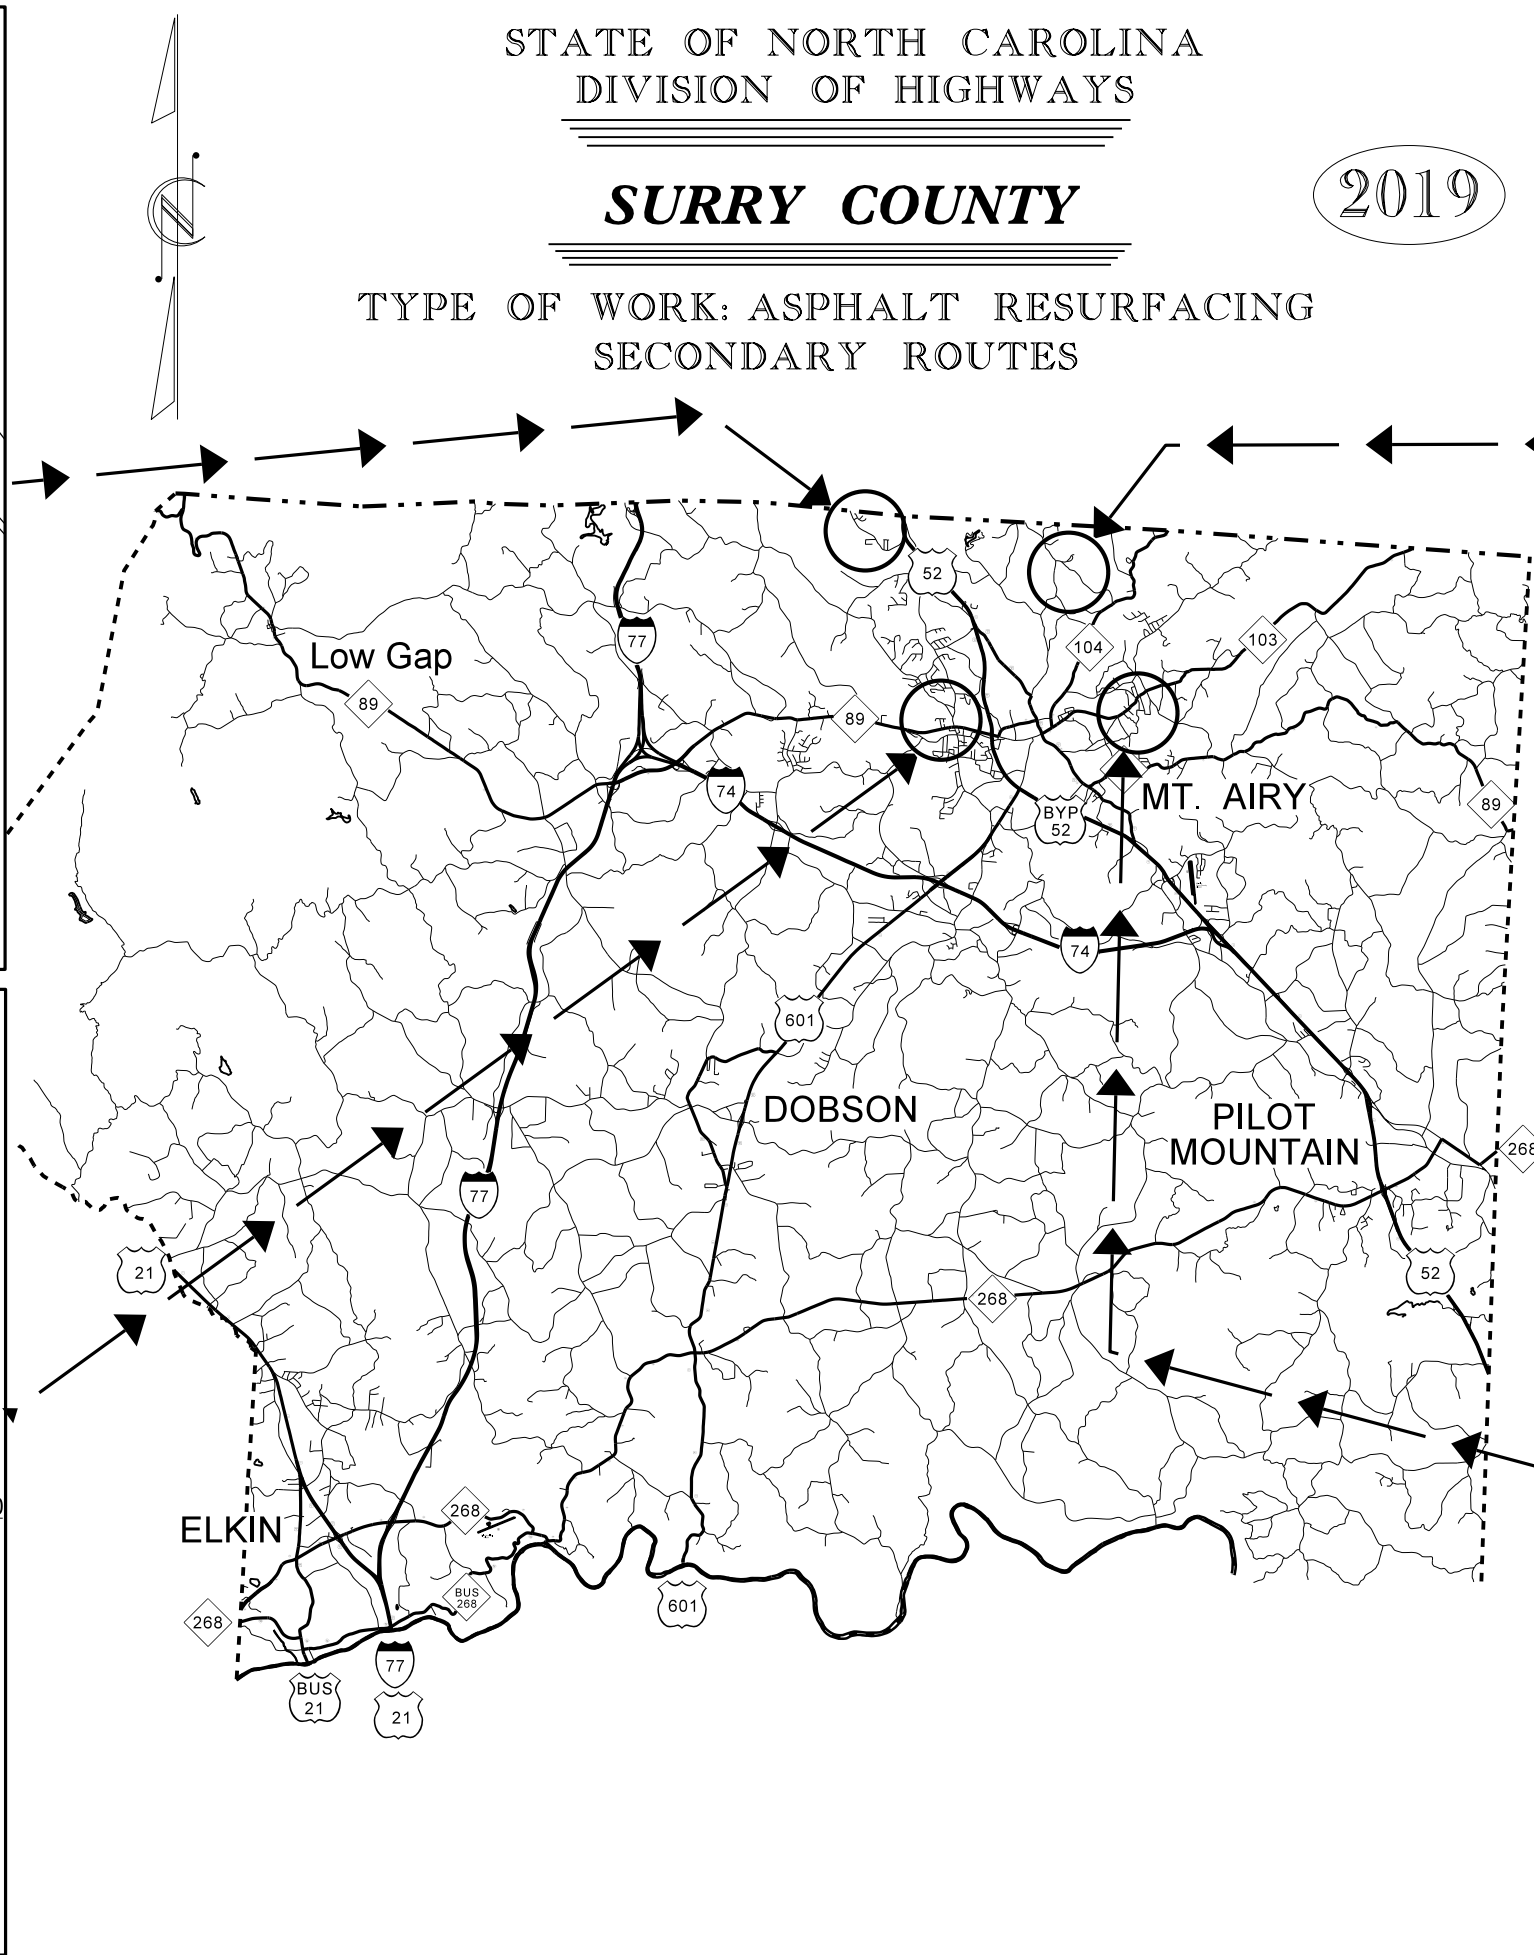 STATE OF NORTH CAROLINA
DIVISION OF HIGHWAYS
SURRY COUNTY
2019
TYPE OF WORK: ASPHALT RESURFACING
SECONDARY ROUTES
52
77
104
103
Low Gap
89
89
74
MT. AIRY
BYP
52
89
74
601
DOBSON
PILOT
MOUNTAIN
268
77
21
52
268
268
ELKIN
BUS
268
601
268
77
BUS
21
21